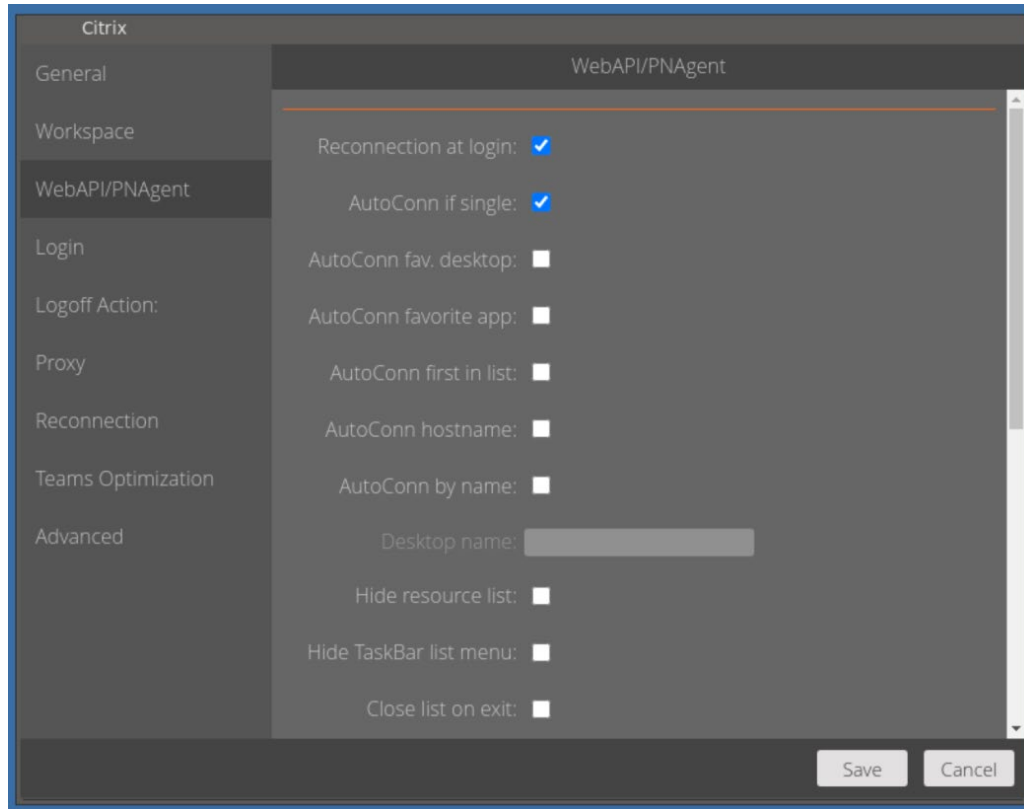 Citrix
General
Workspace
WebAPI/PNAgent
Login
Logoff Action:
Proxy
Reconnection
Teams Optimization
Advanced
WebAPI/PNAgent
Reconnection at login:
AutoConn if single:
AutoConn fav. desktop:
AutoConn favorite app:
AutoConn first in list:
AutoConn hostname:
AutoConn by name:
Desktop name:
Hide resource list:
Hide TaskBar list menu:
Close list on exit:
Save
Cancel